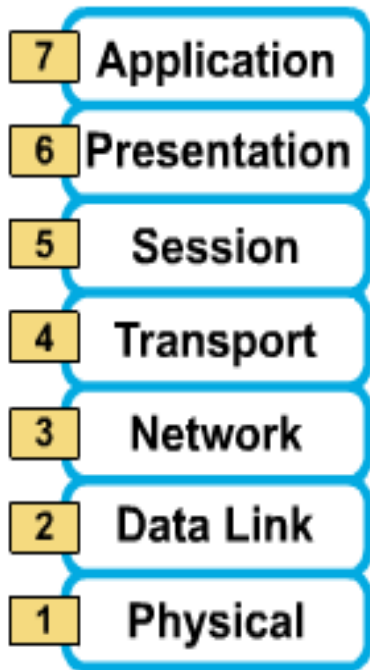 7 Application
6 Presentation
5 Session
4 Transport
3 Network
2 Data Link
1 Physical